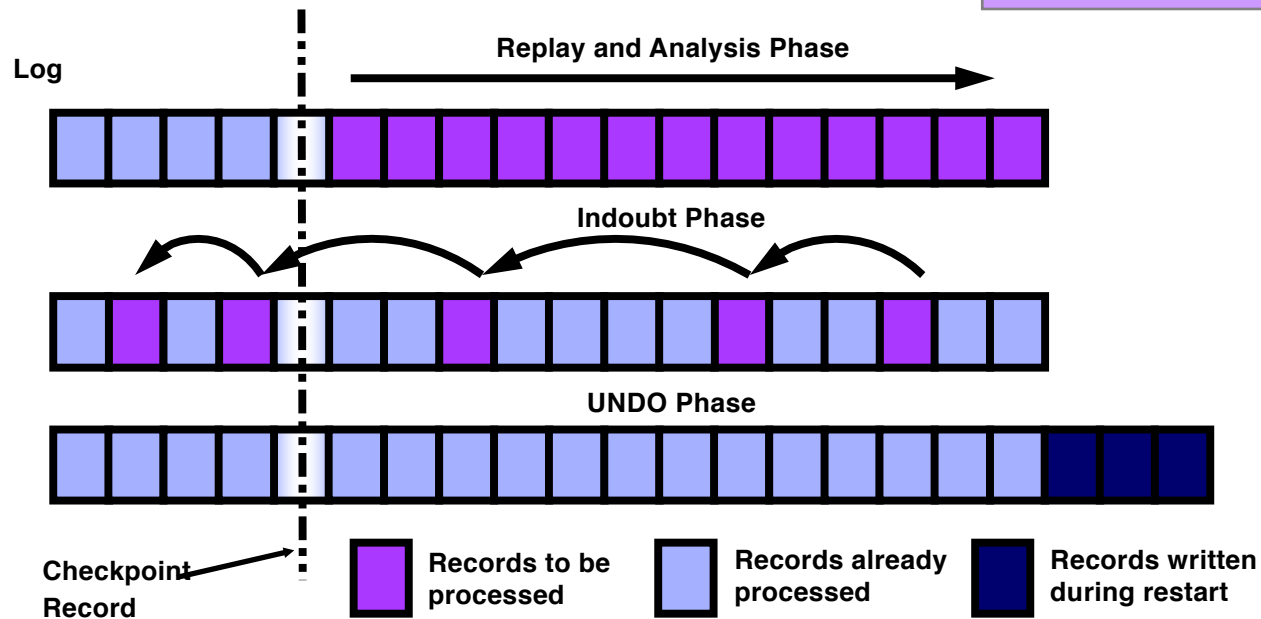 Replay and Analysis Phase
Log
Indoubt Phase
UNDO Phase
Checkpoint
Record
Records to be
processed
Records already
processed
Records written
during restart